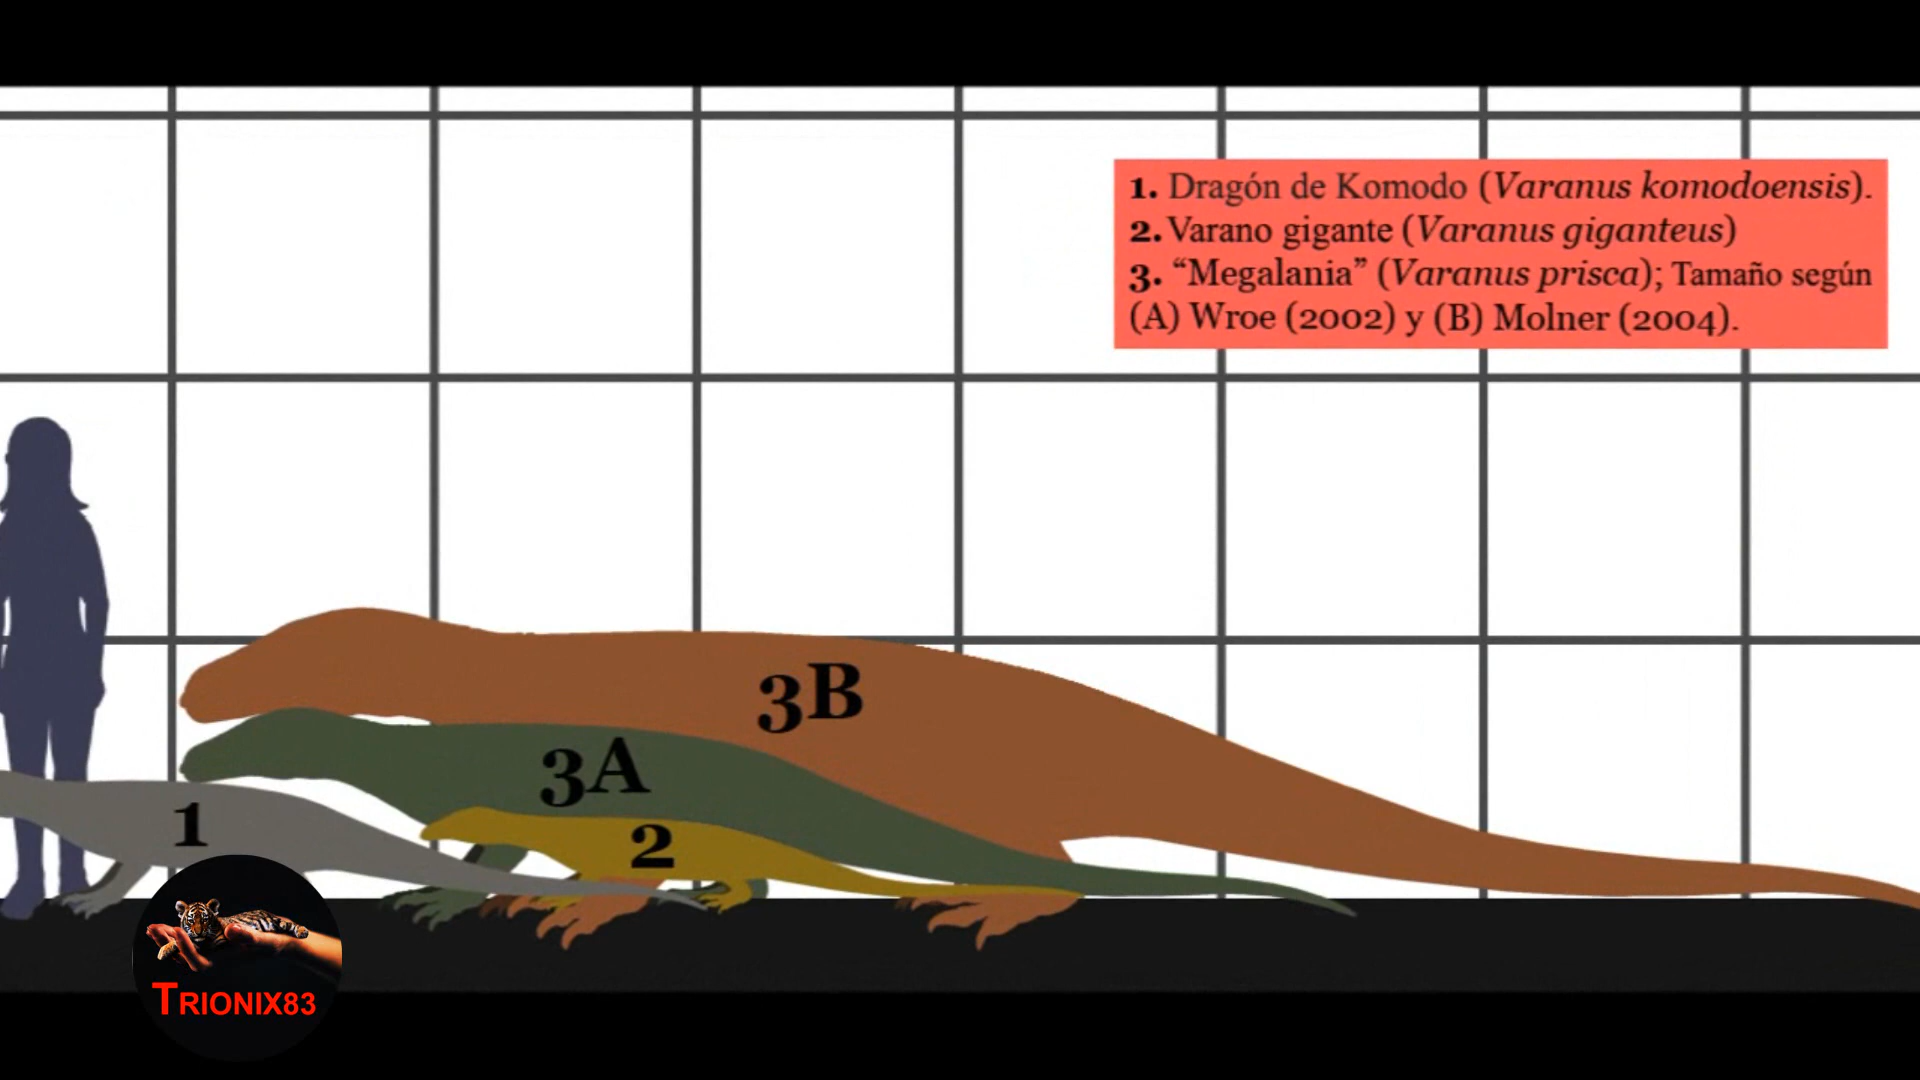 1. Dragón de Komodo (Varanus komodoensis).
2. Varano gigante (Varanus giganteus)
3. “Megalania” (Varanus prisca); Tamaño según
(A) Wroe (2002) y (B) Molner (2004).
3B
3A
1
2
TRIONIX83